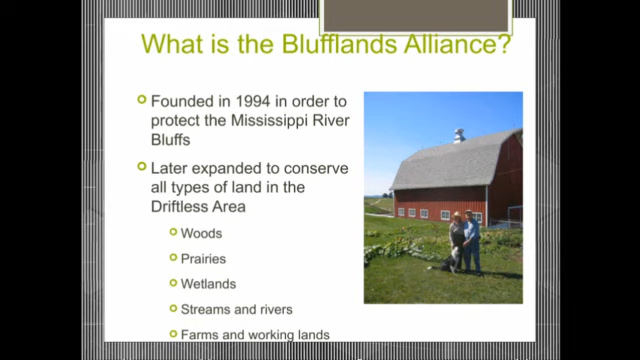 What is the Blufflands Alliance?
Founded in 1994 in order to
protect the Mississippi River
Bluffs
Later expanded to conserve
all types of land in the
Driftless Area
Woods
Prairies
Wetlands
Streams and rivers
Farms and working lands